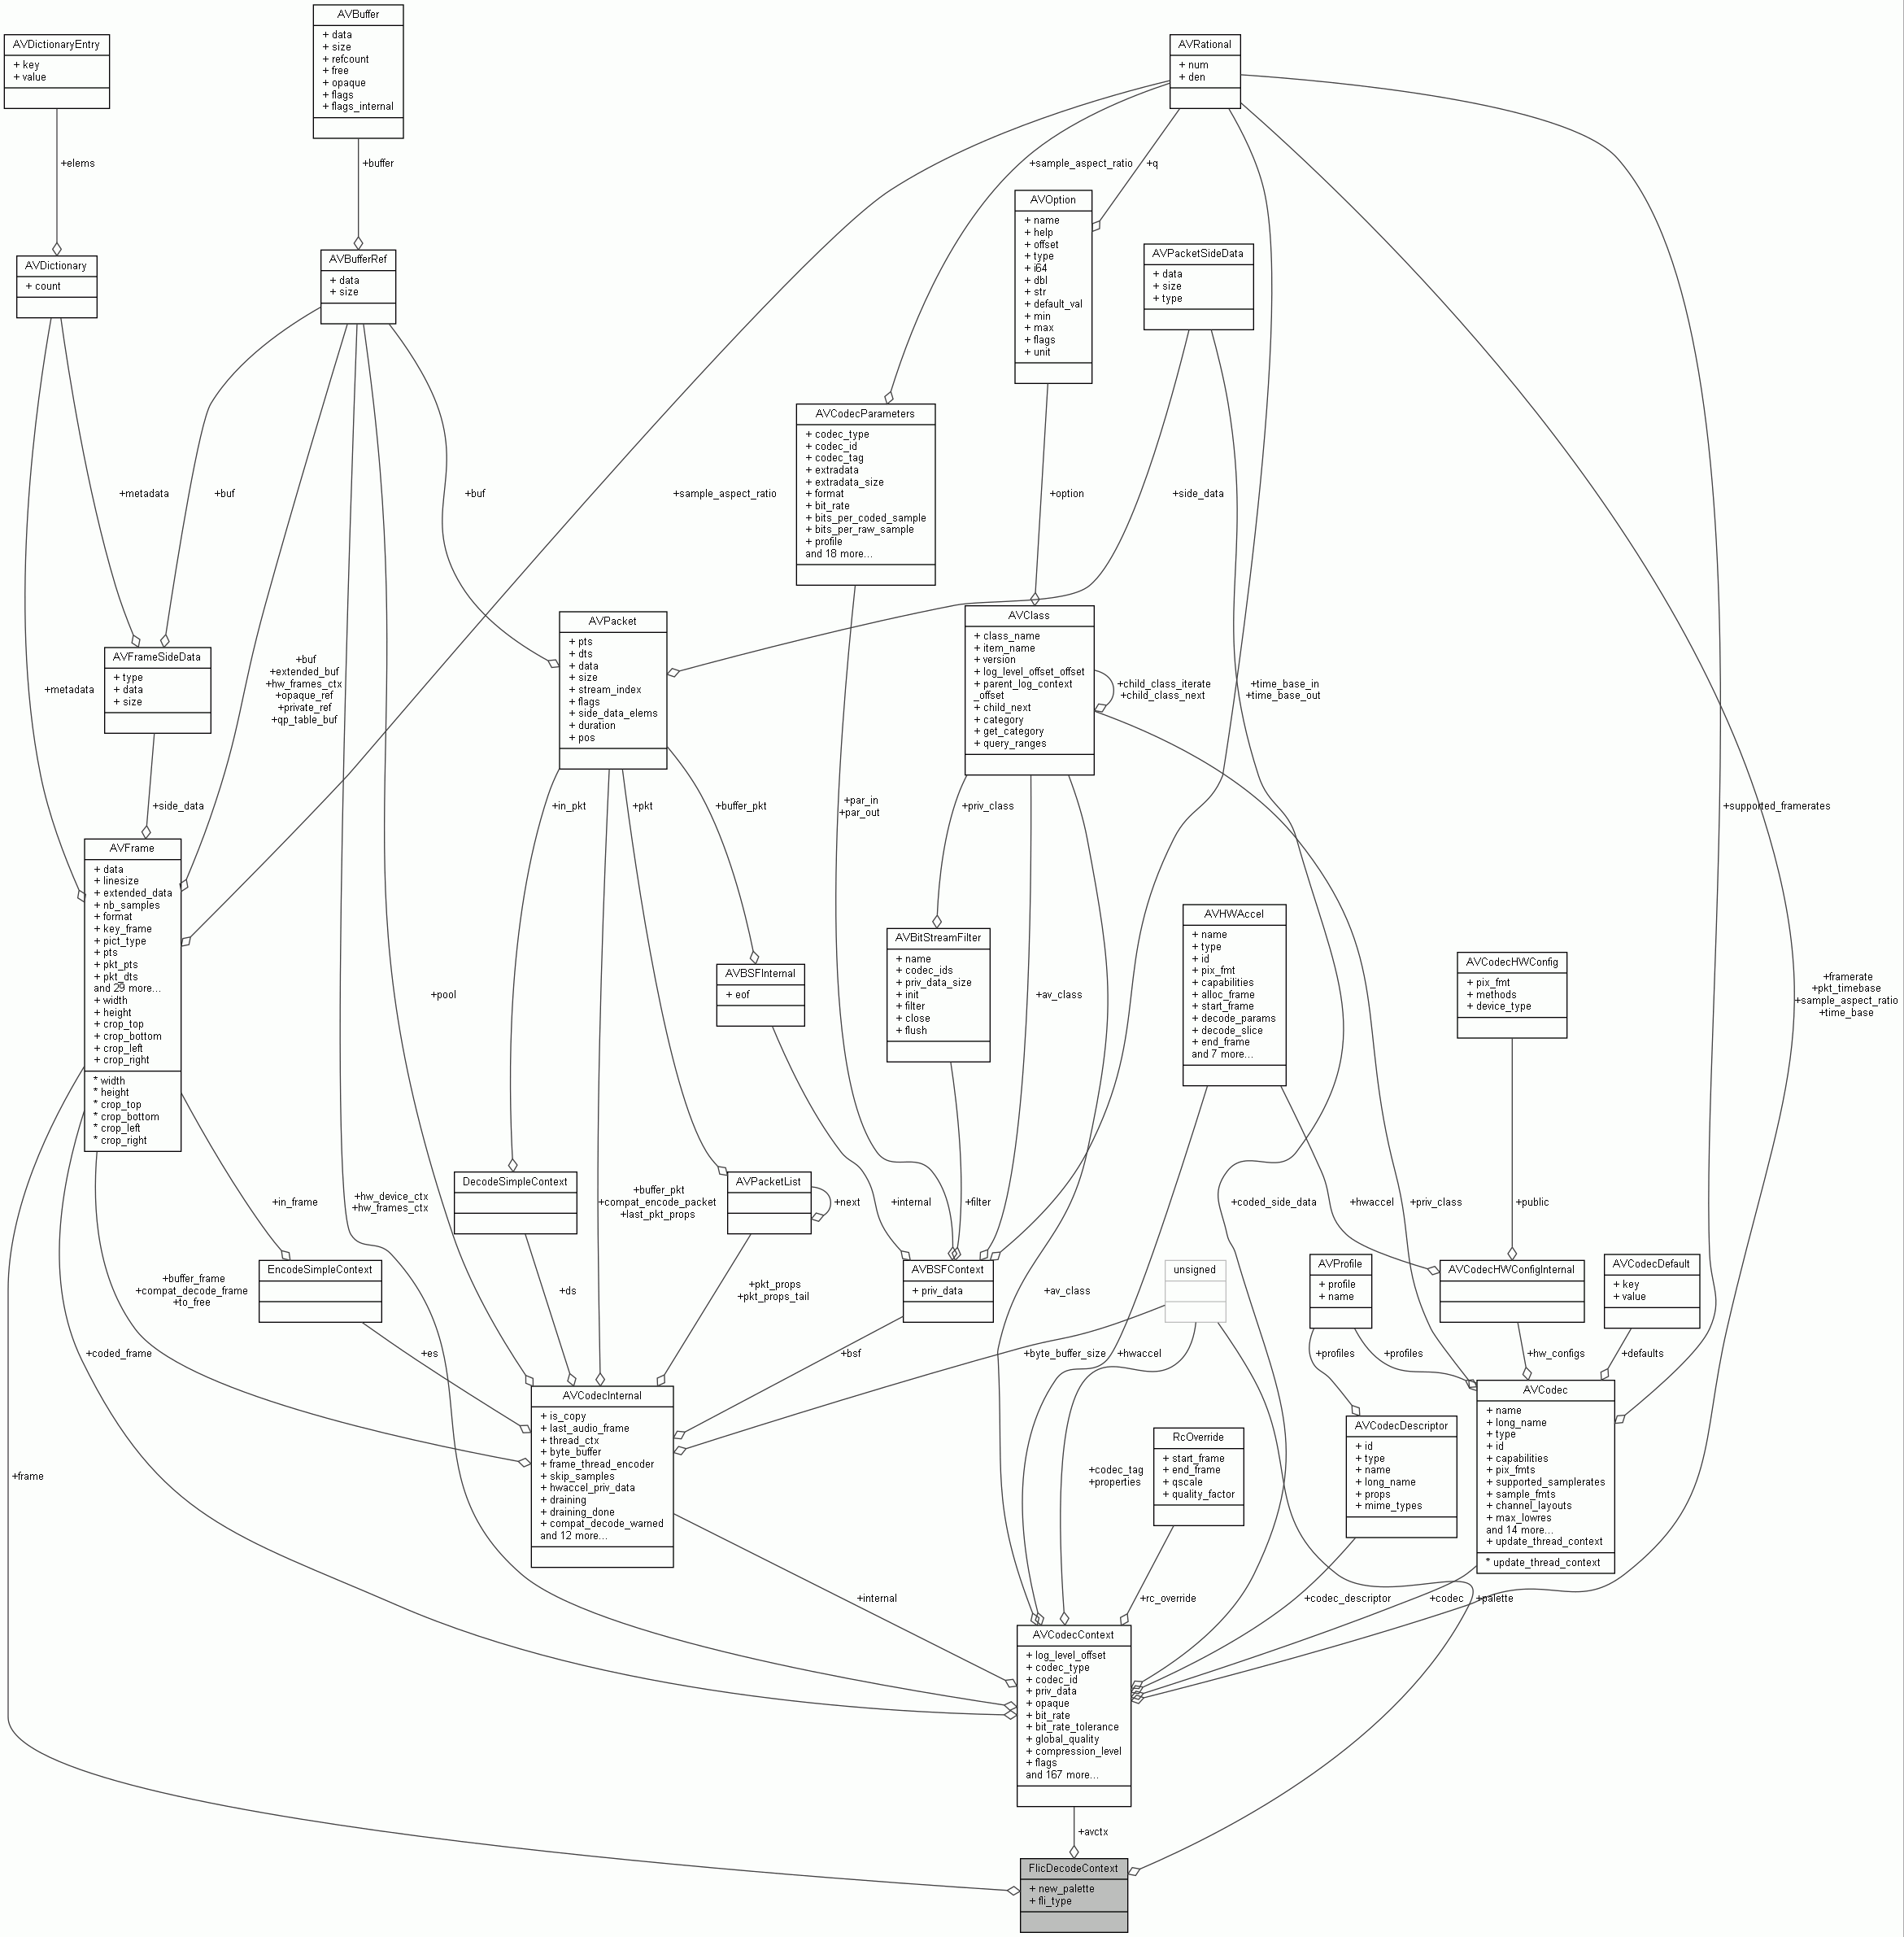 AVBuffer
+ data
+ size
+ refcount
+ free
+ opaque
+ flags
+ flags_internal
AVDictionaryEntry
+ key
+ value
AVRational
+ num
+ den
+elems
+buffer
+sample_aspect_ratio
+q
AVOption
+ name
+ help
+ offset
+ type
+ i64
+ dbl
+ str
+ default_val
+ min
+ max
+ flags
+ unit
AVPacketSideData
+ data
+ size
+ type
AVDictionary
+ count
AVBufferRef
+ data
+ size
AVCodecParameters
+ codec_type
+ codec_id
+ codec_tag
+ extradata
+ extradata_size
+ format
+ bit_rate
+ bits_per_coded_sample
+ bits_per_raw_sample
+ profile
and 18 more...
+metadata
+buf
+buf
+sample_aspect_ratio
+option
+side_data
AVPacket
+ pts
+ dts
+ data
+ size
+ stream_index
+ flags
+ side_data_elems
+ duration
+ pos
AVClass
+ class_name
+ item_name
+ version
+ log_level_offset_offset
+ parent_log_context
_offset
+ child_next
+ category
+ get_category
+ query_ranges
+child_class_iterate
+child_class_next
+time_base_in
+time_base_out
AVFrameSideData
+ type
+ data
+ size
+metadata
+buf
+extended_buf
+hw_frames_ctx
+opaque_ref
+private_ref
+qp_table_buf
+side_data
+in_pkt
+pkt
+buffer_pkt
+par_in
+par_out
+priv_class
+supported_framerates
AVFrame
+ data
+ linesize
+ extended_data
+ nb_samples
+ format
+ key_frame
+ pict_type
+ pts
+ pkt_pts
+ pkt_dts
and 29 more...
+ width
+ height
+ crop_top
+ crop_bottom
+ crop_left
+ crop_right
* width
* height
* crop_top
* crop_bottom
* crop_left
* crop_right
+pool
AVBSFInternal
+ eof
AVBitStreamFilter
+ name
+ codec_ids
+ priv_data_size
+ init
+ filter
+ close
+ flush
+av_class
AVHWAccel
+ name
+ type
+ id
+ pix_fmt
+ capabilities
+ alloc_frame
+ start_frame
+ decode_params
+ decode_slice
+ end_frame
and 7 more...
AVCodecHWConfig
+ pix_fmt
+ methods
+ device_type
+framerate
+pkt_timebase
+sample_aspect_ratio
+time_base
+in_frame
+hw_device_ctx
+hw_frames_ctx
DecodeSimpleContext
+buffer_pkt
+compat_encode_packet
+last_pkt_props
AVPacketList
+next
+internal
+filter
+coded_side_data
+hwaccel
+priv_class
+public
+buffer_frame
+compat_decode_frame
+to_free
EncodeSimpleContext
+ds
+pkt_props
+pkt_props_tail
AVBSFContext
+ priv_data
+av_class
unsigned
AVProfile
+ profile
+ name
AVCodecHWConfigInternal
AVCodecDefault
+ key
+ value
+coded_frame
+es
+bsf
+byte_buffer_size
+hwaccel
+profiles
+profiles
+hw_configs
+defaults
AVCodecInternal
+ is_copy
+ last_audio_frame
+ thread_ctx
+ byte_buffer
+ frame_thread_encoder
+ skip_samples
+ hwaccel_priv_data
+ draining
+ draining_done
+ compat_decode_warned
and 12 more...
+frame
+codec_tag
+properties
RcOverride
+ start_frame
+ end_frame
+ qscale
+ quality_factor
AVCodecDescriptor
+ id
+ type
+ name
+ long_name
+ props
+ mime_types
AVCodec
+ name
+ long_name
+ type
+ id
+ capabilities
+ pix_fmts
+ supported_samplerates
+ sample_fmts
+ channel_layouts
+ max_lowres
and 14 more...
+ update_thread_context
* update_thread_context
+internal
+rc_override
+codec_descriptor
+codec
+palette
AVCodecContext
+ log_level_offset
+ codec_type
+ codec_id
+ priv_data
+ opaque
+ bit_rate
+ bit_rate_tolerance
+ global_quality
+ compression_level
+ flags
and 167 more...
+avctx
FlicDecodeContext
+ new_palette
+ fli_type